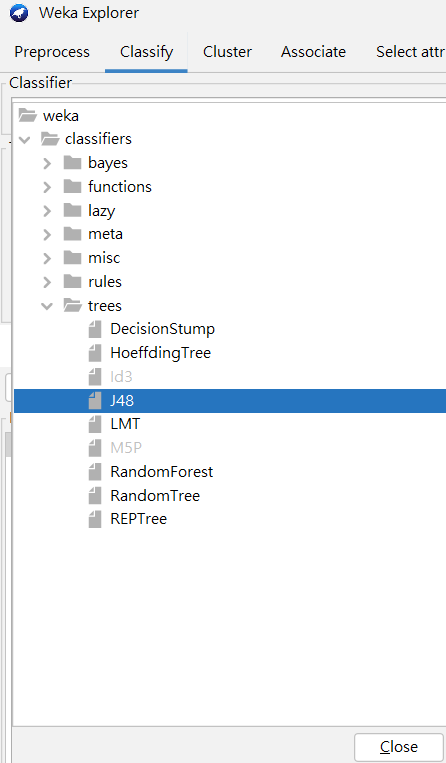 Weka Explorer
Preprocess Classify Cluster Associate Select attr
Classifier
weka
classifiers
bayes
functions
lazy
meta
misc
rules
trees
DecisionStump
HoeffdingTree
Id3
J48
LMT
M5P
RandomForest
RandomTree
REPTree
Close